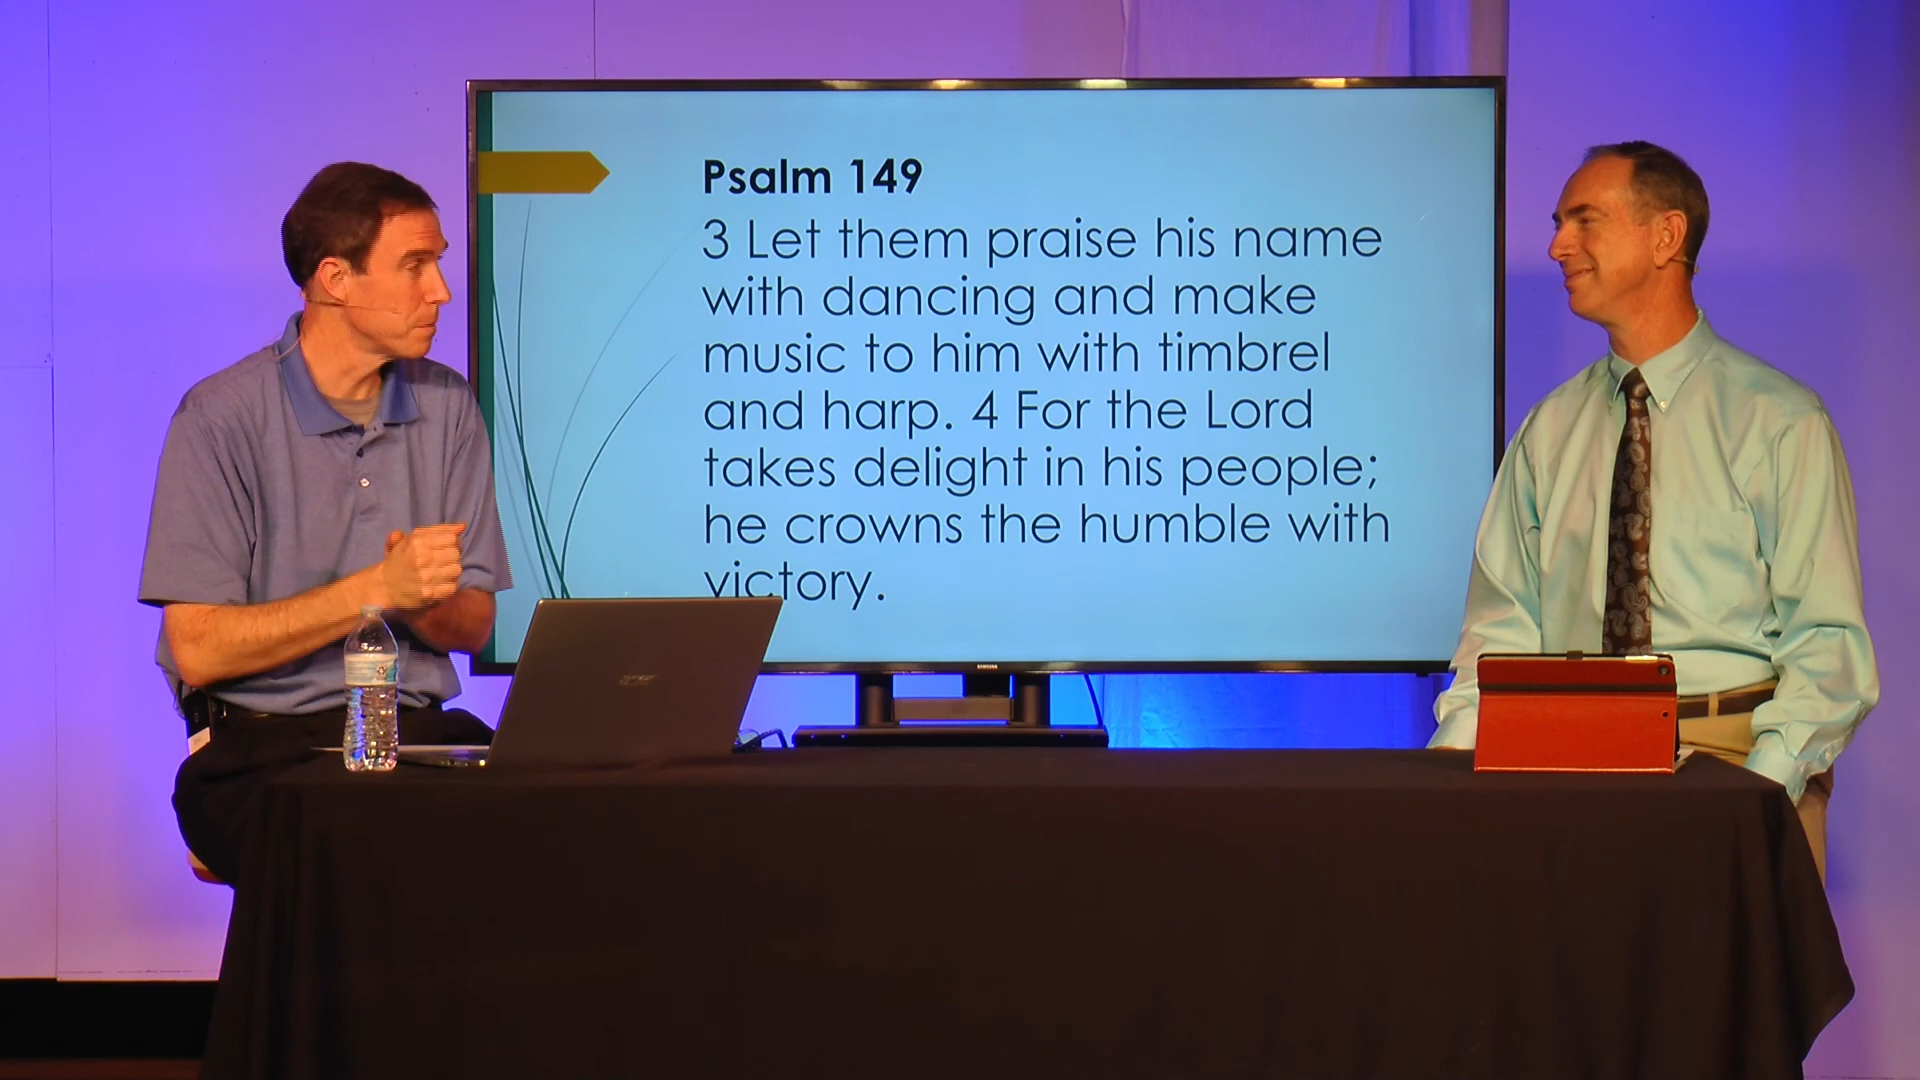 Psalm 149
3 Let them praise his name
with dancing and make
music to him with timbrel
and harp. 4 For the Lord
takes delight in his people;
he crowns the humble with
victory.
SAMSUNG
acer